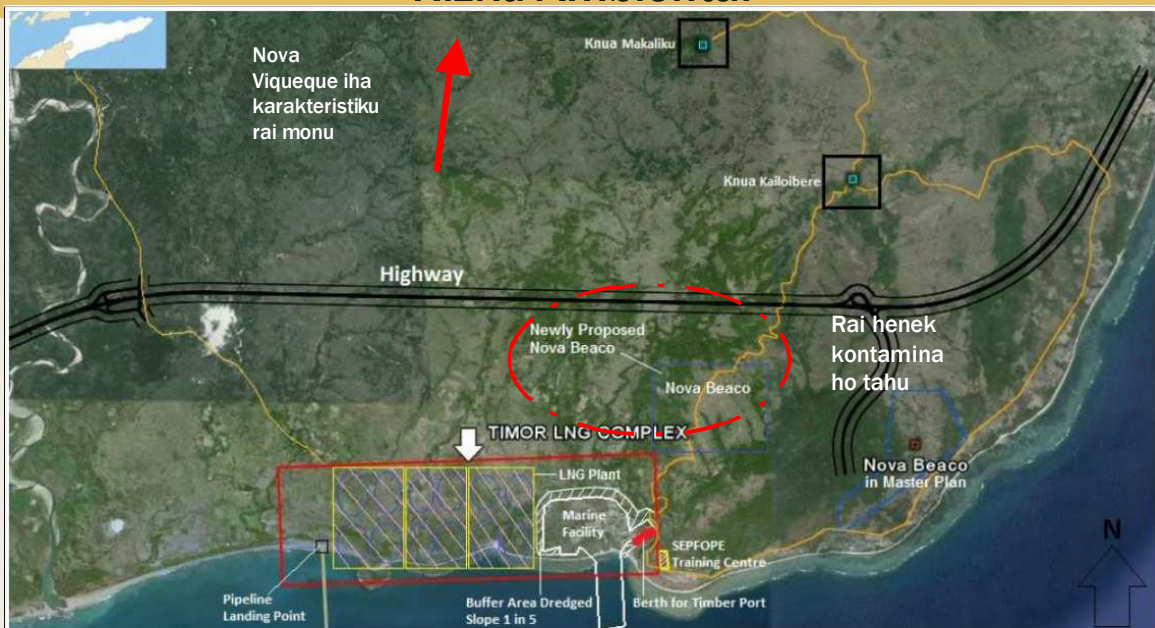 Knua Makaliku
Nova
Viqueque iha
karakteristiku
rai monu
Knua Kailoibere
Highway
Newly Proposed
Nova Beaco
Nova Beaco
Rai henek
kontamina
ho tahu
TIMOR LNG COMPLEX
LNG Plant
Nova Beaco
in Master Plan
Marine
Facility
SEPFOPE
Training Centre
N
Pipeline
Landing Point
Buffer Area Dredged
Slope 1 in 5
Berth for Timber Port